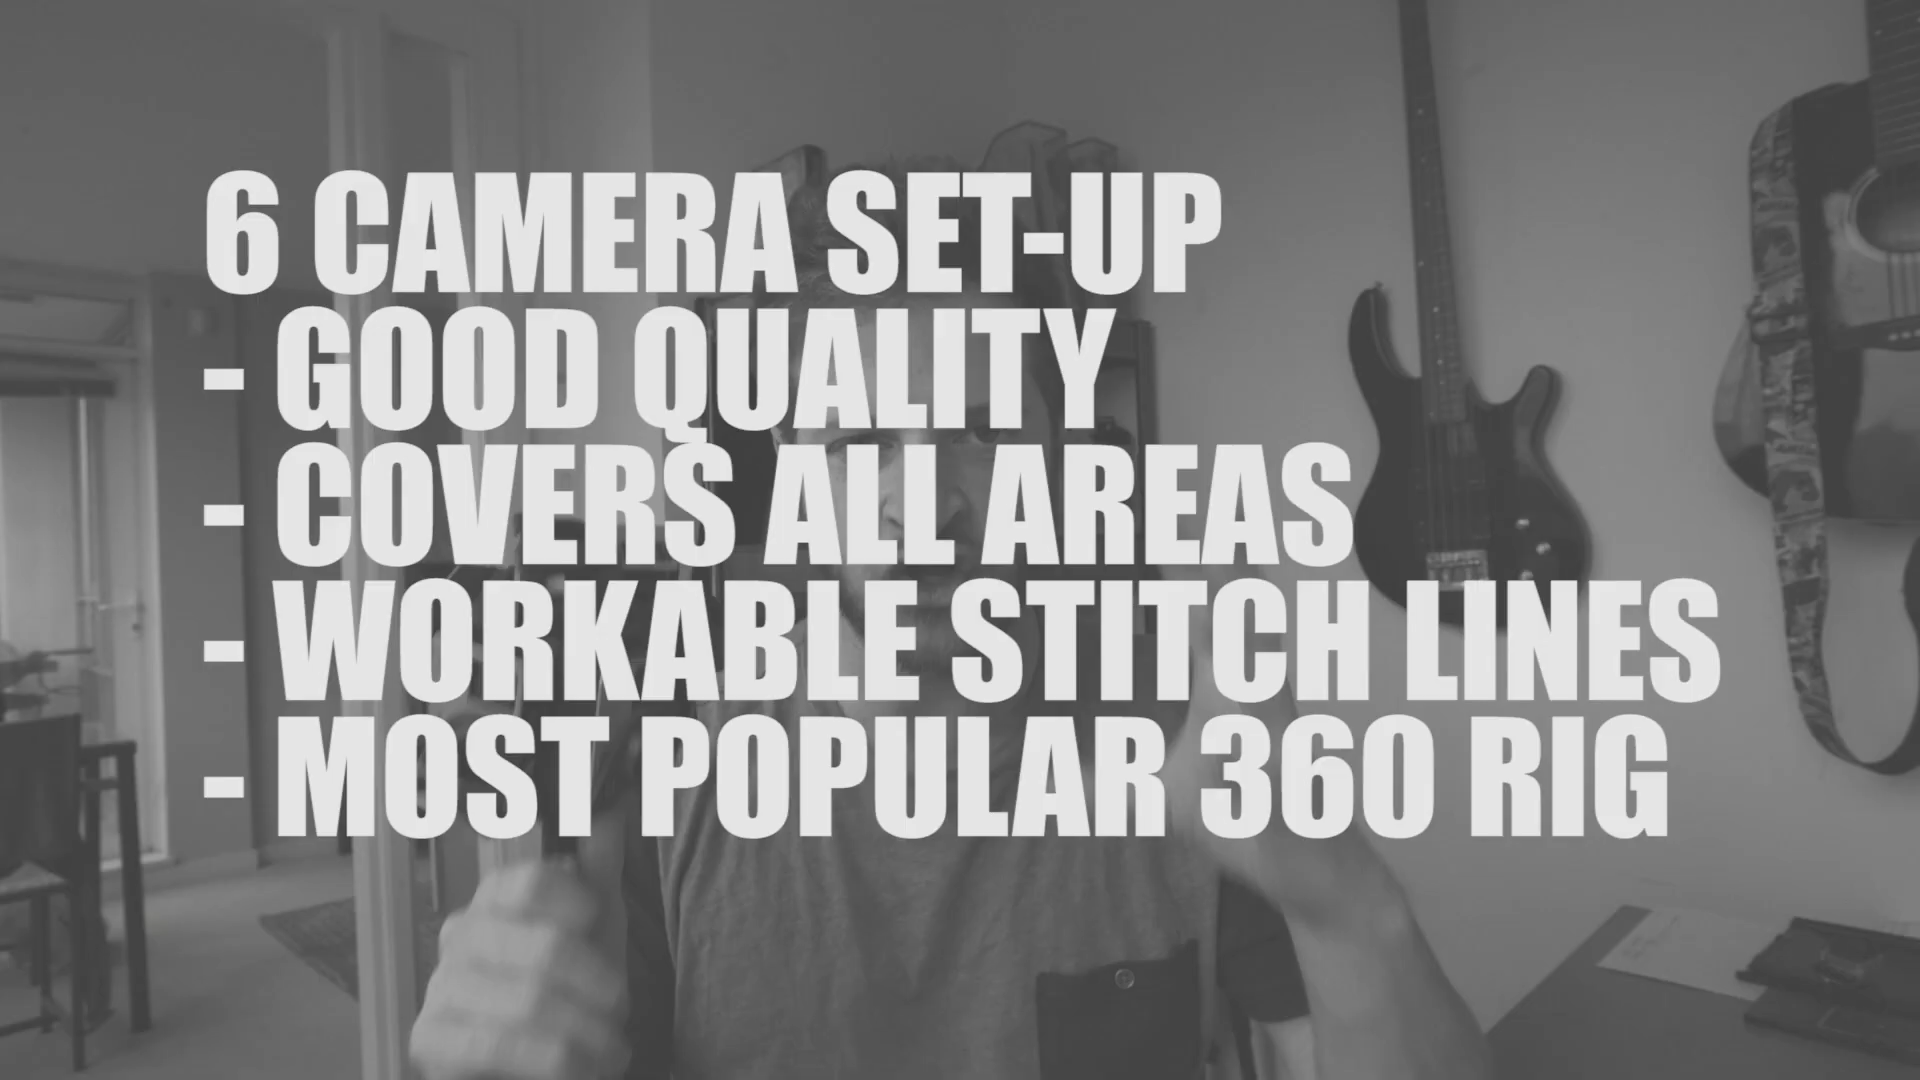 6 CAMERA SET-UP
- GOOD QUALITY
- COVERS ALL AREAS
- WORKABLE STITCH LINES
- MOST POPULAR 360 RIG